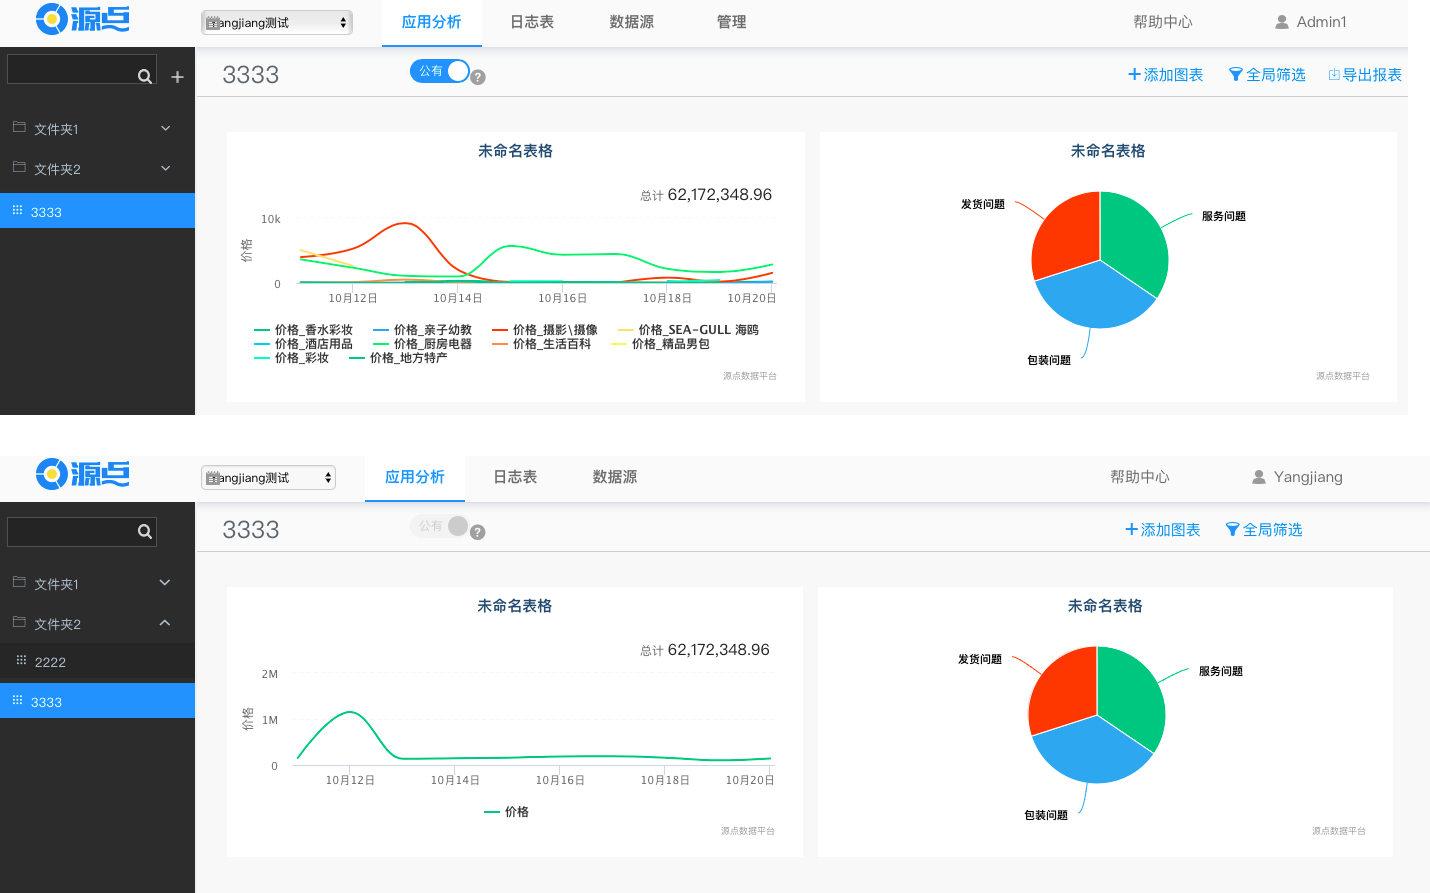 源点
Yangjiang测试
应用分析
日志表
数据源
管理
帮助中心
Admin1
3333
公有
?
添加图表
全局筛选
导出报表
文件夹1
文件夹2
3333
未命名表格
总计 62,172,348.96
10k
价格
0
10月12日
10月14日
10月16日
10月18日
10月20日
价格_香水彩妆
价格_亲子幼教
价格_摄影\摄像
价格_SEA-GULL 海鸥
价格_酒店用品
价格_厨房电器
价格_生活百科
价格_精品男包
价格_彩妆
价格_地方特产
源点数据平台
未命名表格
发货问题
服务问题
包装问题
源点数据平台
源点
Yangjiang测试
应用分析
日志表
数据源
帮助中心
Yangjiang
3333
公有
?
添加图表
全局筛选
文件夹1
文件夹2
2222
3333
未命名表格
总计 62,172,348.96
2M
1M
价格
0
10月12日
10月14日
10月16日
10月18日
10月20日
价格
源点数据平台
未命名表格
发货问题
服务问题
包装问题
源点数据平台